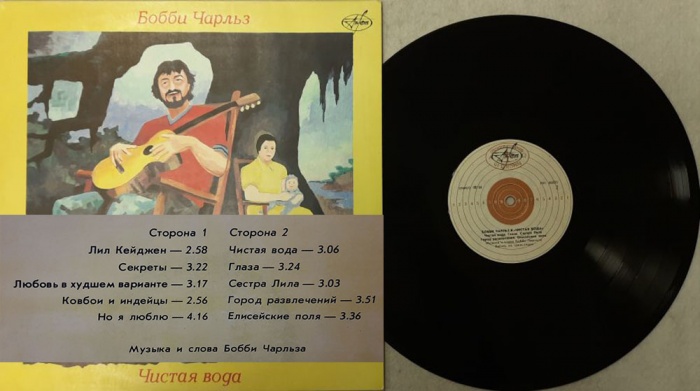 Бобби Чарльз
Сторона 1
Лил Кейджен — 2.58
Секреты — 3.22
Любовь в худшем варианте — 3.17
Ковбои и индейцы — 2.56
Но я люблю — 4.16
Сторона 2
Чистая вода — 3.06
Глаза — 3.24
Сестра Лила — 3.03
Город развлечений — 3.51
Елисейские поля — 3.36
Музыка и слова Бобби Чарльза
Чистая вода